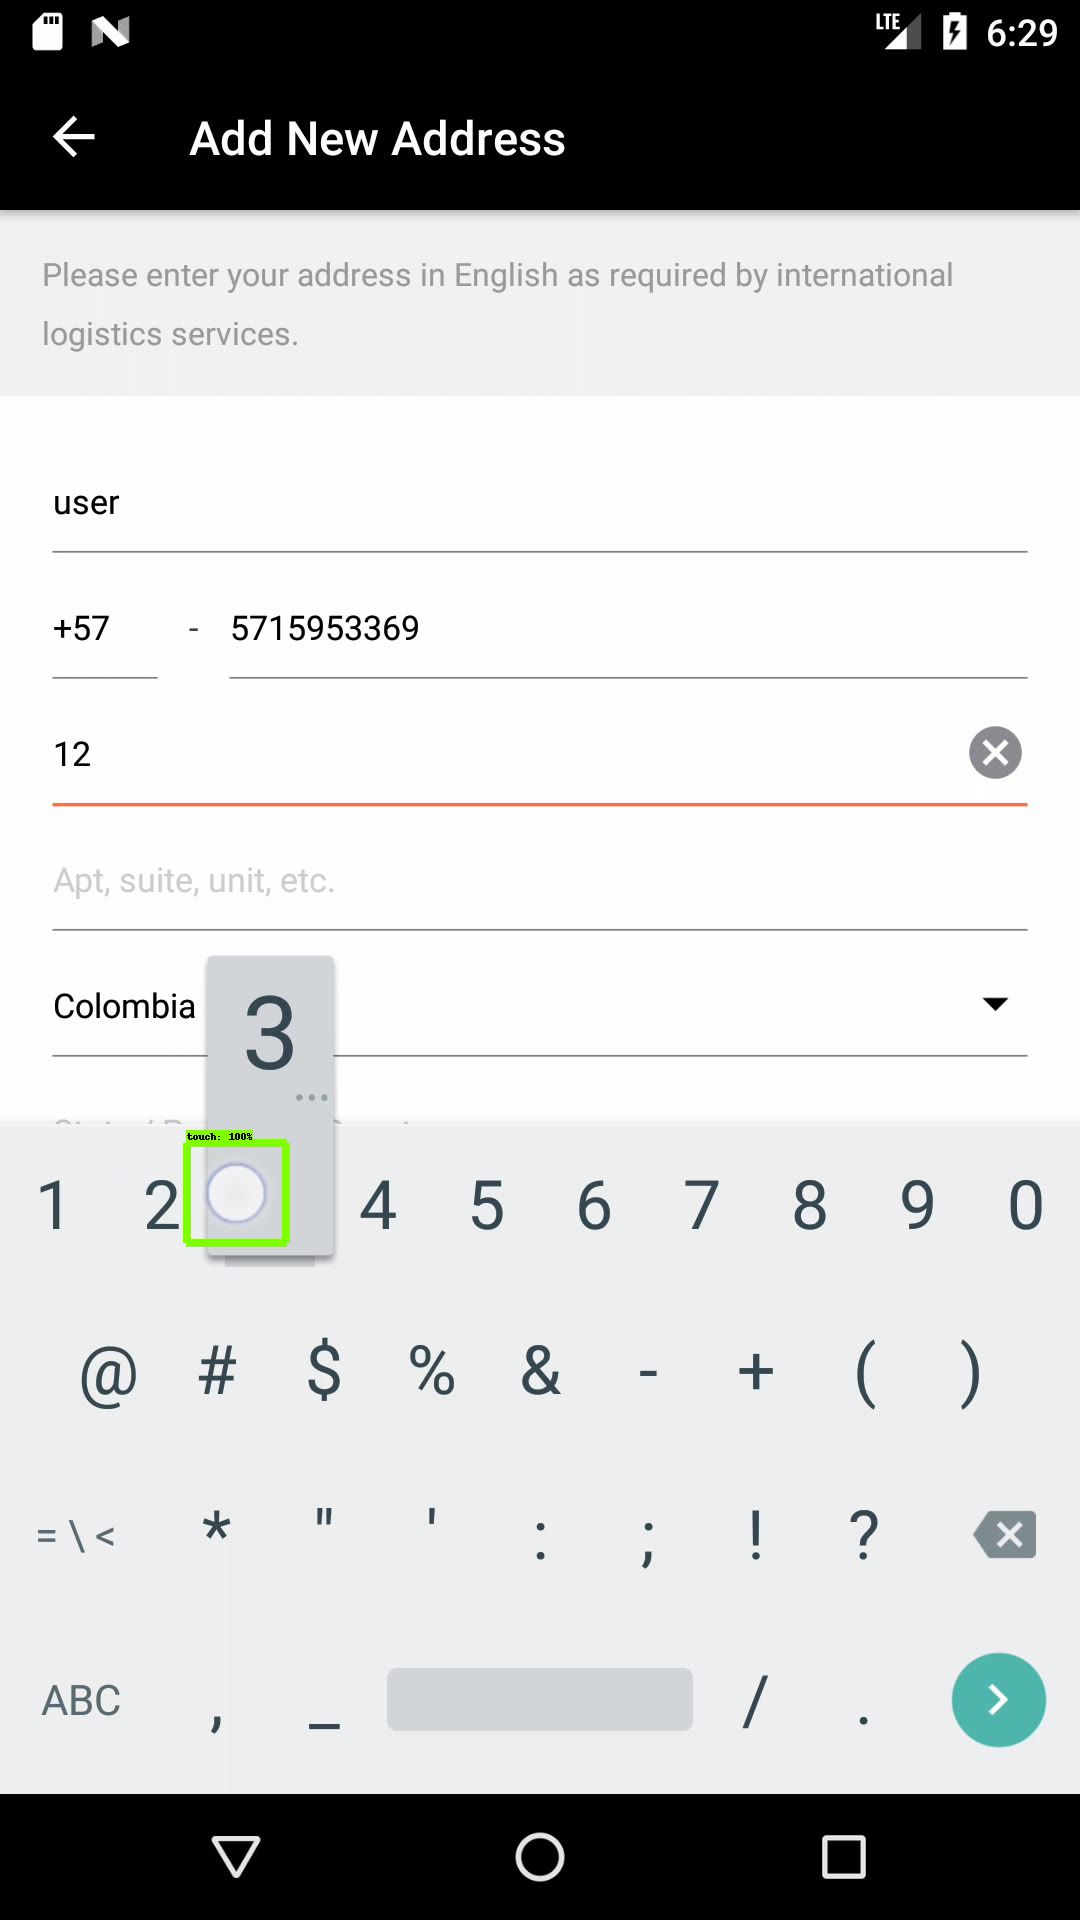 LTE 6:29
Add New Address
Please enter your address in English as required by international
logistics services.
user
+57 - 5715953369
12
Apt, suite, unit, etc.
Colombia
3
...
touch: 100%
1 2 4 5 6 7 8 9 0
@ # $ % & - + ( )
= \ < * " ' : ; ! ?
ABC , _ / .